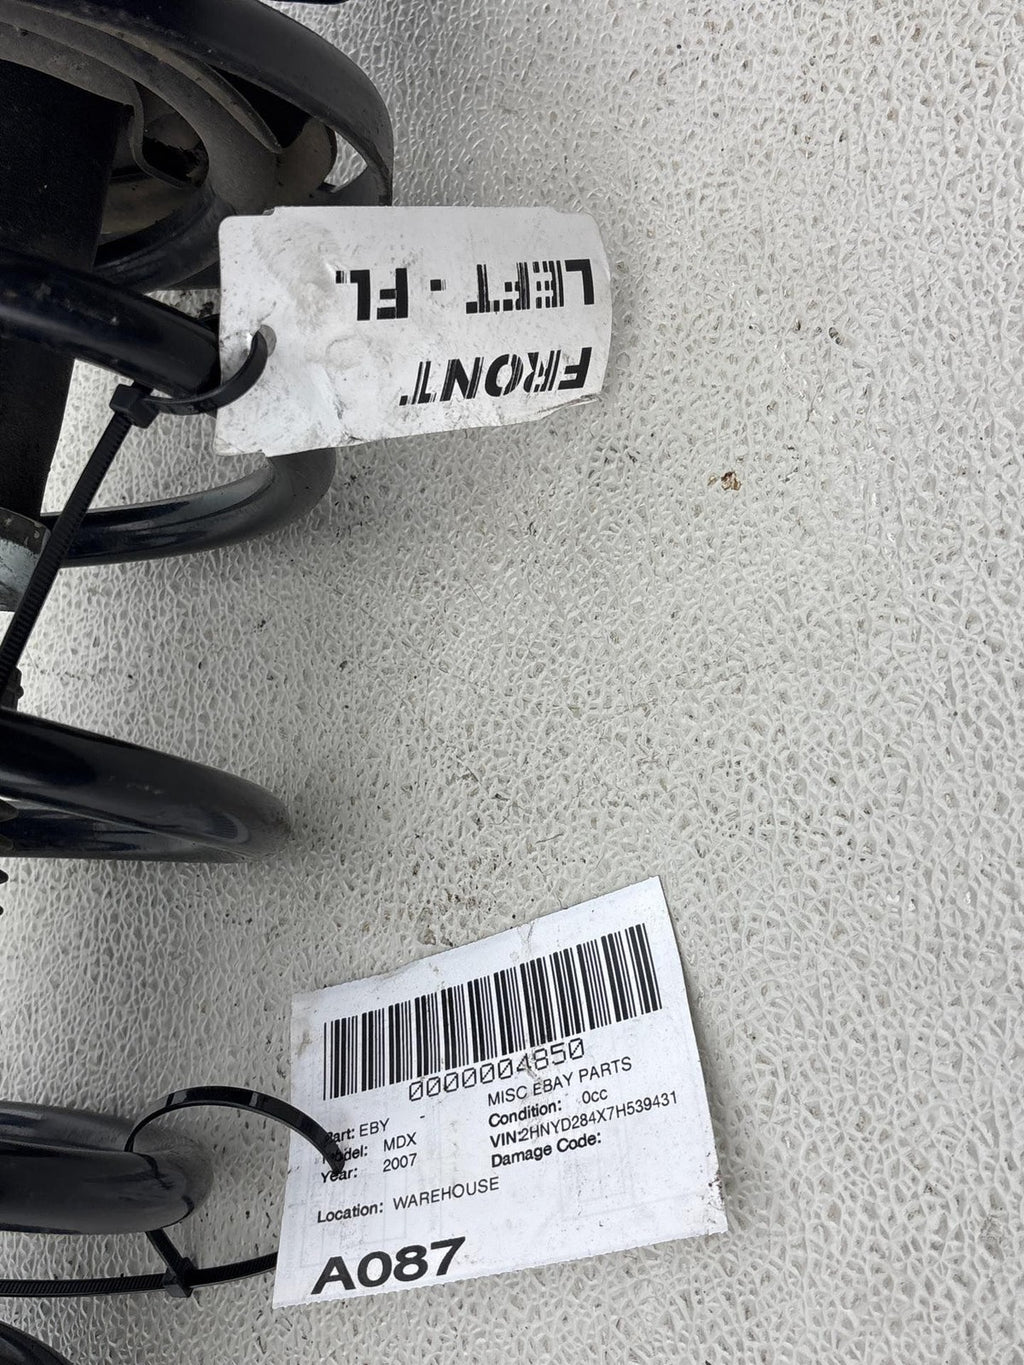 FRONT
LEFT - FL
0000004850
MISC EBAY PARTS
Part: EBY - Condition: 0cc
Model: MDX VIN:2HNYD284X7H539431
Year: 2007 Damage Code:
Location: WAREHOUSE
A087